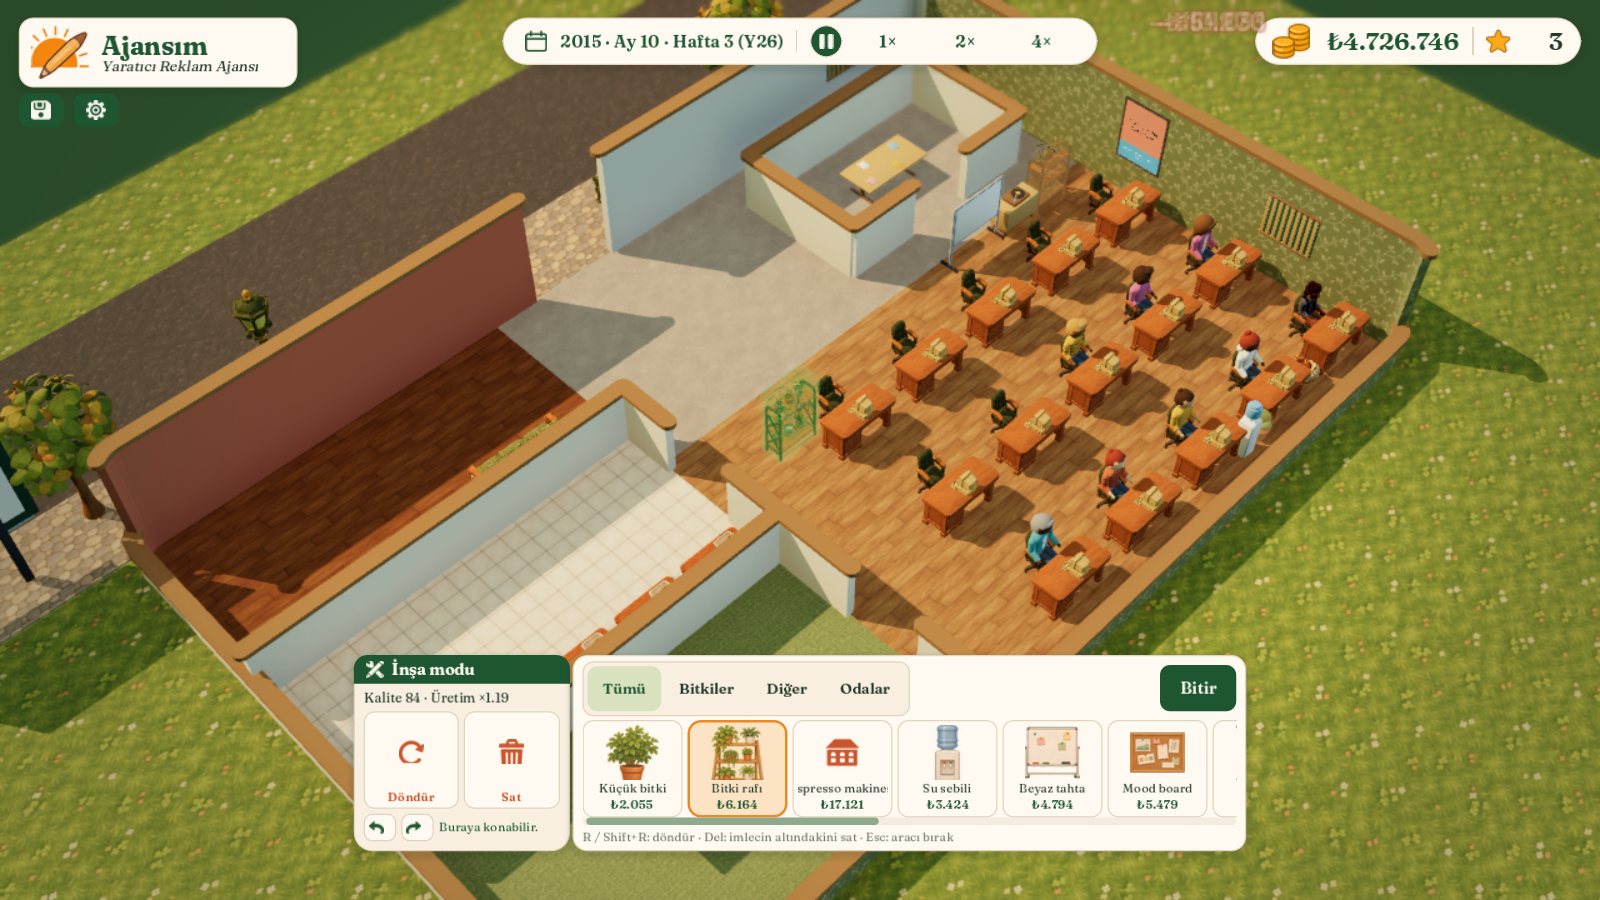 Ajansım
Yaratıcı Reklam Ajansı
2015 · Ay 10 · Hafta 3 (Y26)
1×
2×
4×
₺4.726.746
3
İnşa modu
Kalite 84 · Üretim ×1.19
Döndür
Sat
Buraya konabilir.
Tümü
Bitkiler
Diğer
Odalar
Bitir
Küçük bitki
₺2.055
Bitki rafı
₺6.164
spresso makine
₺17.121
Su sebili
₺3.424
Beyaz tahta
₺4.794
Mood board
₺5.479
R / Shift+R: döndür · Del: imlecin altındakini sat · Esc: aracı bırak